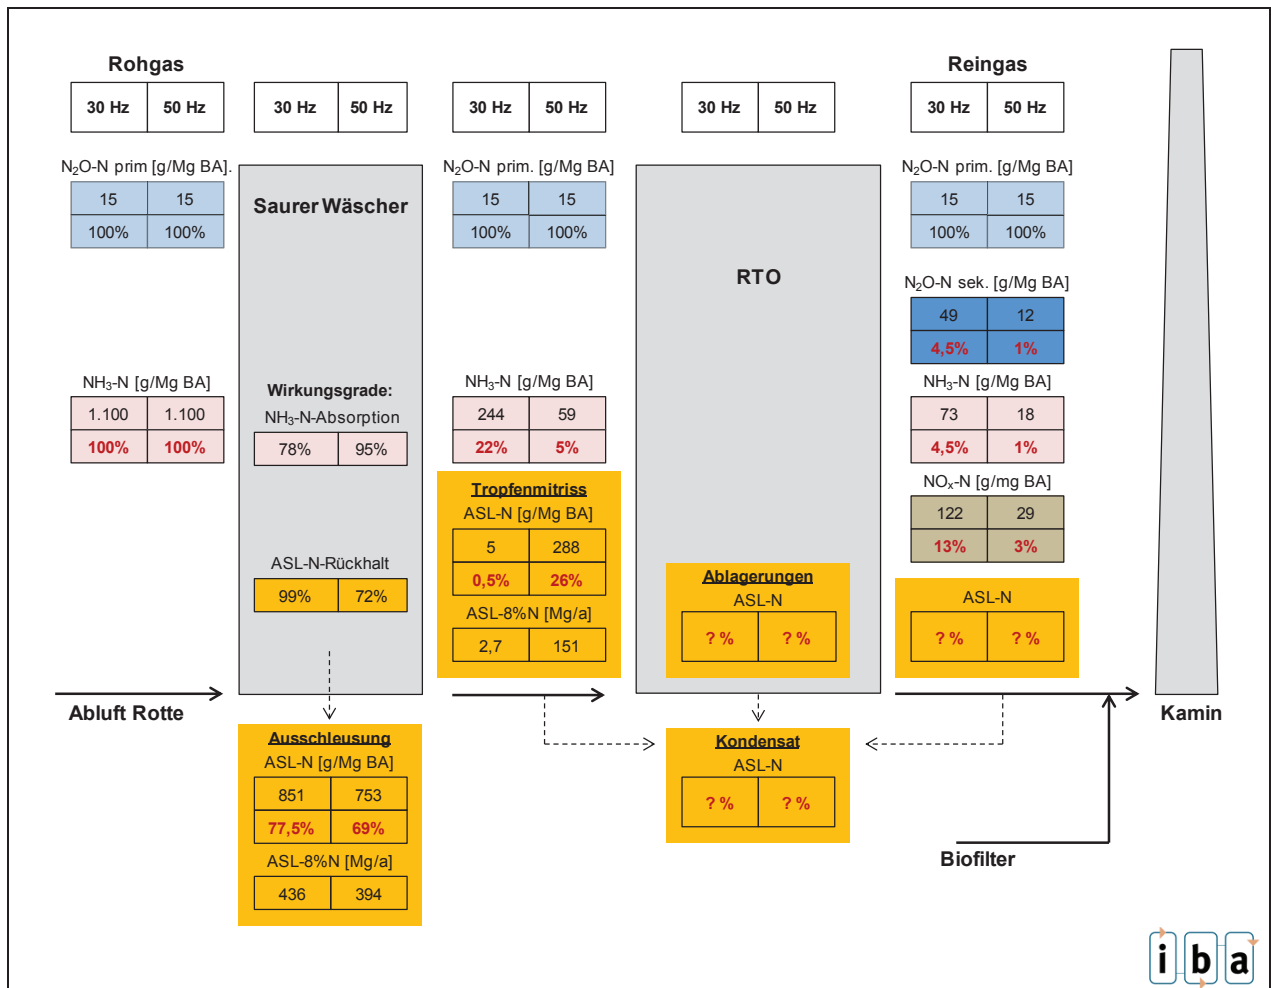 Rohgas
Reingas
30 Hz 50 Hz
30 Hz 50 Hz
30 Hz 50 Hz
30 Hz 50 Hz
30 Hz 50 Hz
N₂O-N prim [g/Mg BA].
15 15
100% 100%
Saurer Wäscher
N₂O-N prim. [g/Mg BA]
15 15
100% 100%
RTO
N₂O-N prim. [g/Mg BA]
15 15
100% 100%
N₂O-N sek. [g/Mg BA]
49 12
4,5% 1%
NH₃-N [g/Mg BA]
1.100 1.100
100% 100%
Wirkungsgrade:
NH₃-N-Absorption
78% 95%
NH₃-N [g/Mg BA]
244 59
22% 5%
NH₃-N [g/Mg BA]
73 18
4,5% 1%
Tropfenmitriss
ASL-N [g/Mg BA]
5 288
0,5% 26%
ASL-8%N [Mg/a]
2,7 151
NOₓ-N [g/mg BA]
122 29
13% 3%
ASL-N-Rückhalt
99% 72%
Ablagerungen
ASL-N
? % ? %
ASL-N
? % ? %
Abluft Rotte
Kamin
Ausschleusung
ASL-N [g/Mg BA]
851 753
77,5% 69%
ASL-8%N [Mg/a]
436 394
Kondensat
ASL-N
? % ? %
Biofilter
iba